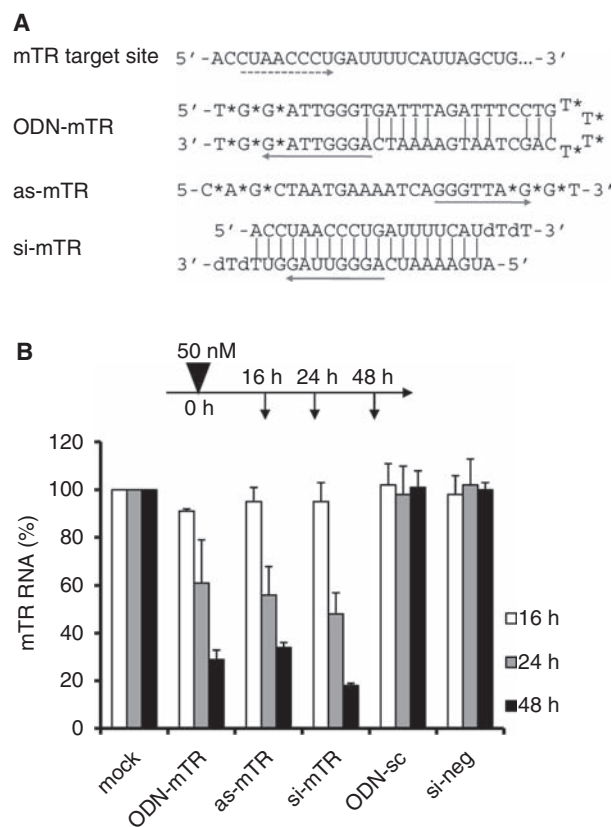 A
mTR target site 5′-ACCUAACCCUGAUUUUCAUUAGCUG...-3′
ODN-mTR
5′-T*G*G*ATTGGGTGATTTAGATTTCCTG T*
T*
3′-T*G*G*ATTGGGACTAAAAGTAATCGAC T* T*
as-mTR 5-C*A*G*CTAATGAAAATCAGGGTTA*G*G*T-3′
si-mTR
5′-ACCUAACCCUGAUUUUCAUdTdT-3′
3′-dTdTUGGAUUGGGACUAAAAGUA-5′
B
50 nM
16 h 24 h 48 h
0 h
mTR RNA (%)
120
100
80
60
40
20
0
16 h
24 h
48 h
mock ODN-mTR as-mTR si-mTR ODN-sc si-neg